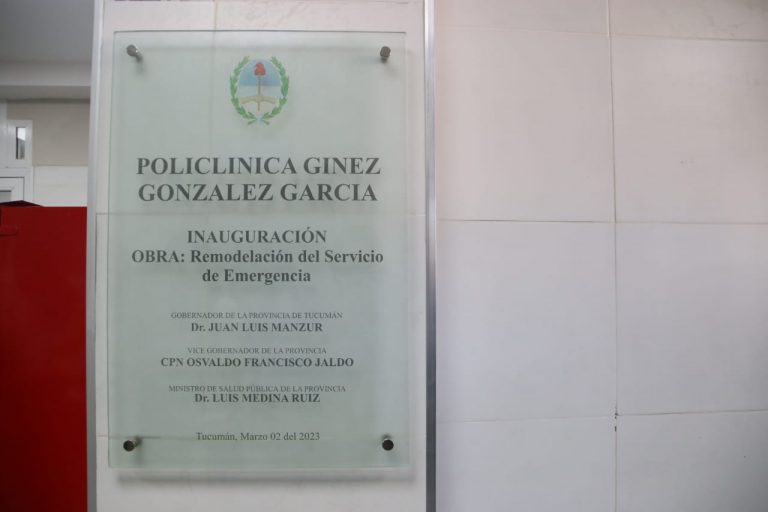 POLICLINICA GINEZ
GONZALEZ GARCIA
INAUGURACIÓN
OBRA: Remodelación del Servicio
de Emergencia
GOBERNADOR DE LA PROVINCIA DE TUCUMÁN
Dr. JUAN LUIS MANZUR
VICE GOBERNADOR DE LA PROVINCIA
CPN OSVALDO FRANCISCO JALDO
MINISTRO DE SALUD PÚBLICA DE LA PROVINCIA
Dr. LUIS MEDINA RUIZ
Tucumán, Marzo 02 del 2023